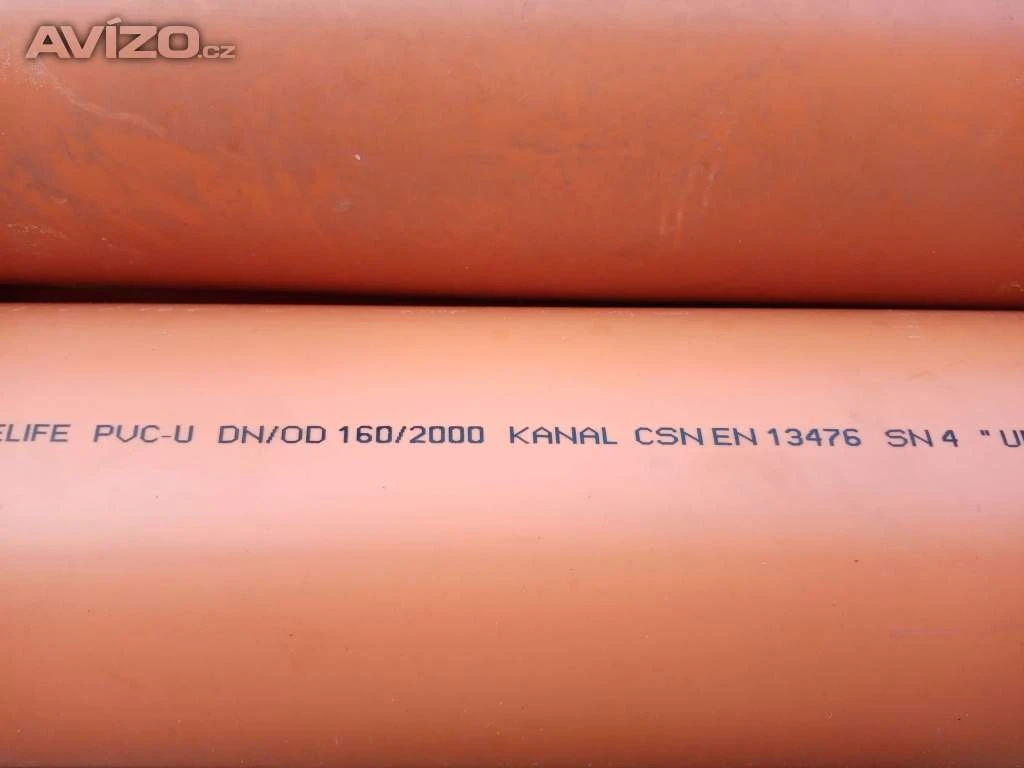 AVÍZO.cz
ELIFE PVC-U DN/OD 160/2000 KANAL CSN EN 13476 SN 4 "U